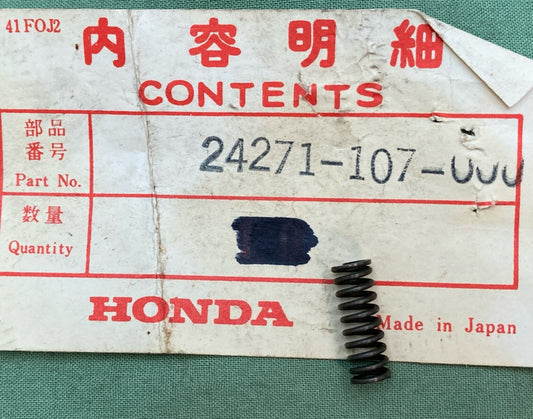 41FOJ2
内容明細
CONTENTS
部品
番号
Part No.
24271-107-000
数量
Quantity
HONDA
Made in Japan